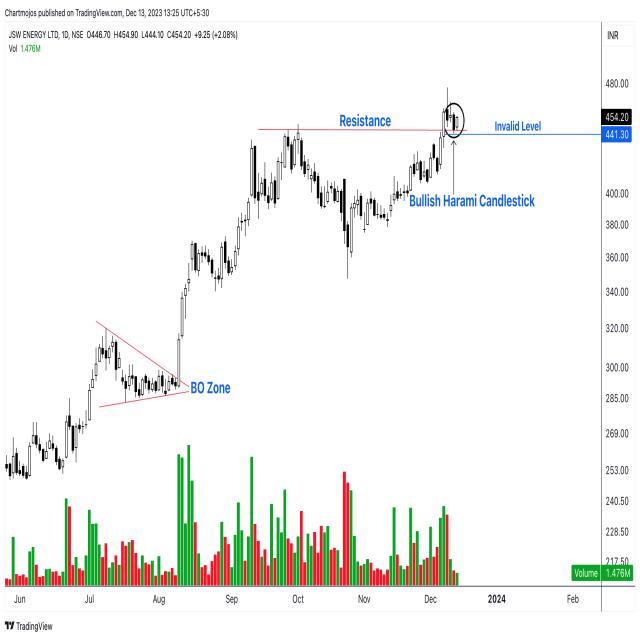 Chartmojos published on TradingView.com, Dec 13, 2023 13:25 UTC+5:30
JSW ENERGY LTD, 1D, NSE O446.70 H454.90 L444.10 C454.20 +9.25 (+2.08%)
INR
Vol 1.476M
480.00
Resistance
454.20
Invalid Level
441.30
400.00
Bullish Harami Candlestick
380.00
360.00
340.00
320.00
300.00
BO Zone
285.00
269.00
253.00
240.50
228.50
217.50
Volume 1.476M
Jun Jul Aug Sep Oct Nov Dec 2024 Feb
TradingView